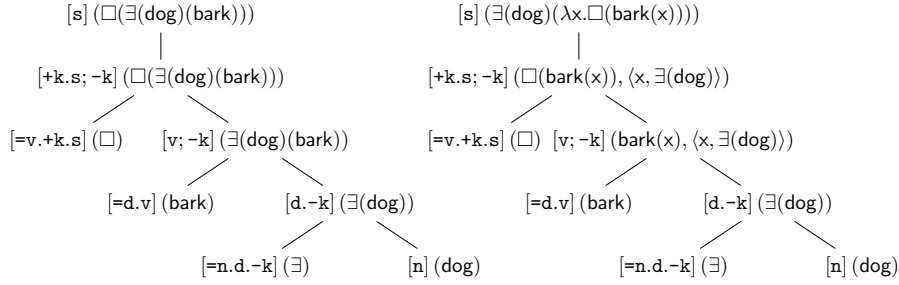 [s] (□(∃(dog)(bark))) [s] (∃(dog)(λx.□(bark(x))))
[+k.s; -k] (□(∃(dog)(bark))) [+k.s; -k] (□(bark(x)), ⟨x, ∃(dog)⟩)
[=v.+k.s] (□) [v; -k] (∃(dog)(bark)) [=v.+k.s] (□) [v; -k] (bark(x), ⟨x, ∃(dog)⟩)
[=d.v] (bark) [d.-k] (∃(dog)) [=d.v] (bark) [d.-k] (∃(dog))
[=n.d.-k] (∃) [n] (dog) [=n.d.-k] (∃) [n] (dog)